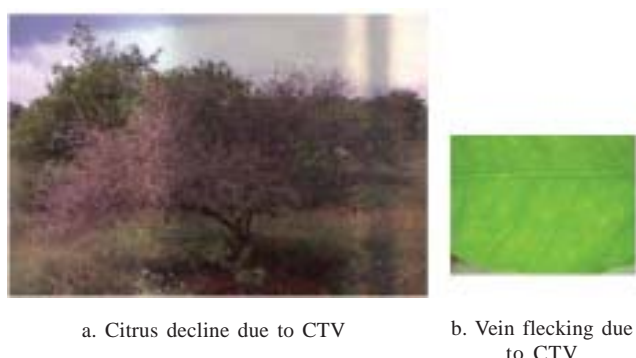 a. Citrus decline due to CTV
b. Vein flecking due
to CTV